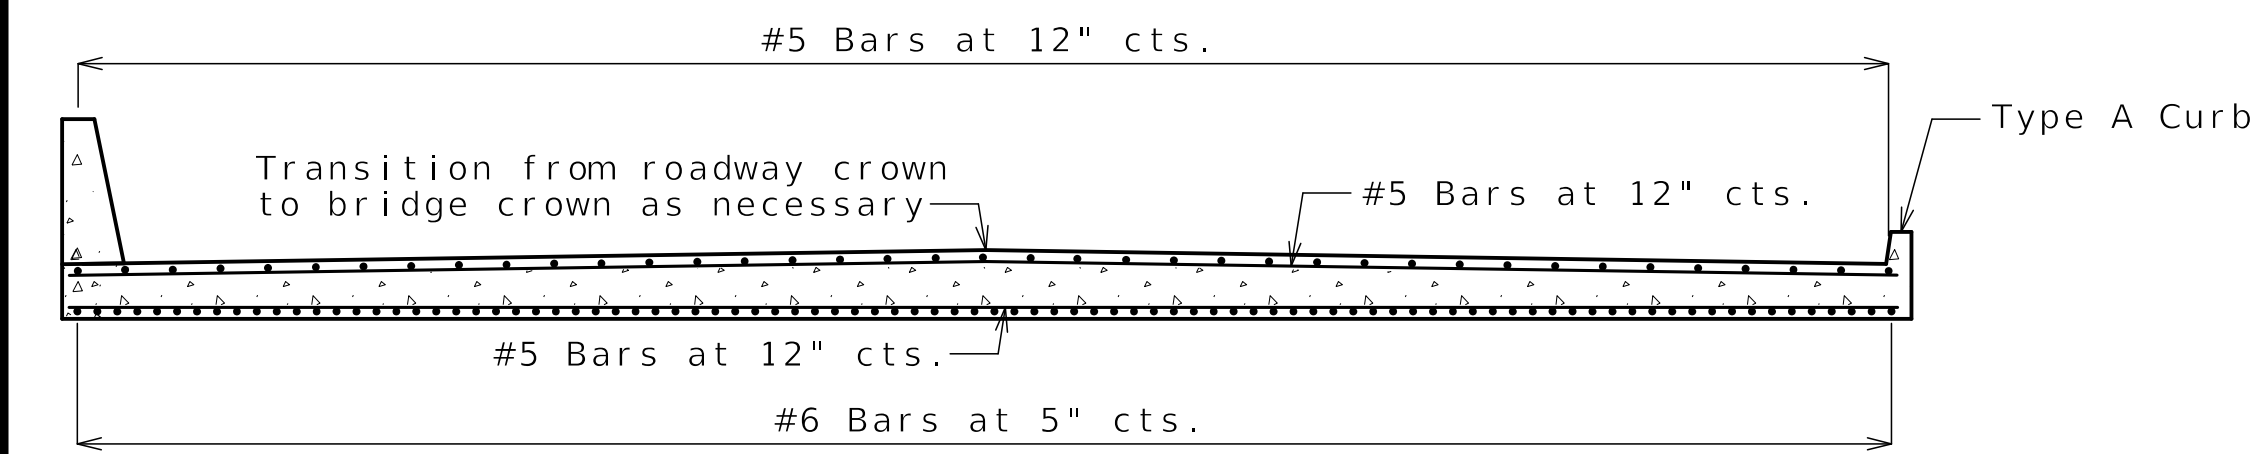 #5 Bars at 12" cts.
Type A Curb
Transition from roadway crown
to bridge crown as necessary
#5 Bars at 12" cts.
#5 Bars at 12" cts.
#6 Bars at 5" cts.